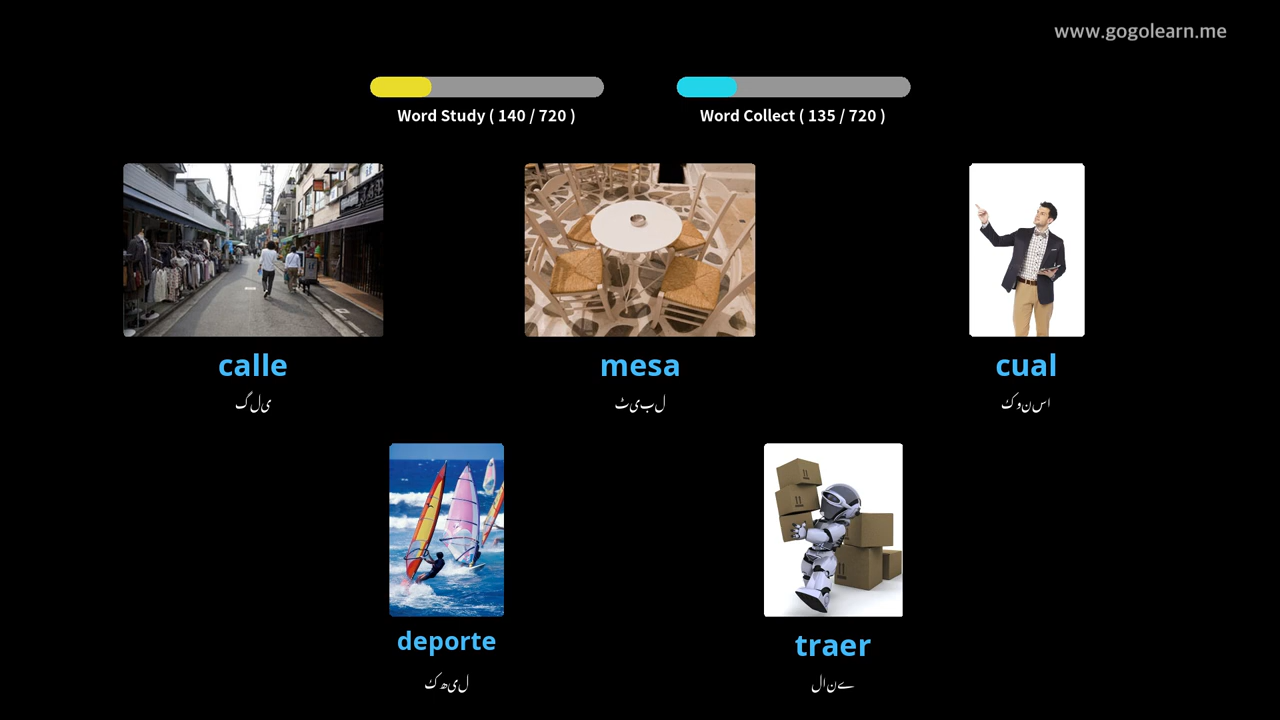 www.gogolearn.me
Word Study ( 140 / 720 )
Word Collect ( 135 / 720 )
calle
گلی
mesa
ٹیبل
cual
کونسا
deporte
کھیل
traer
لانے